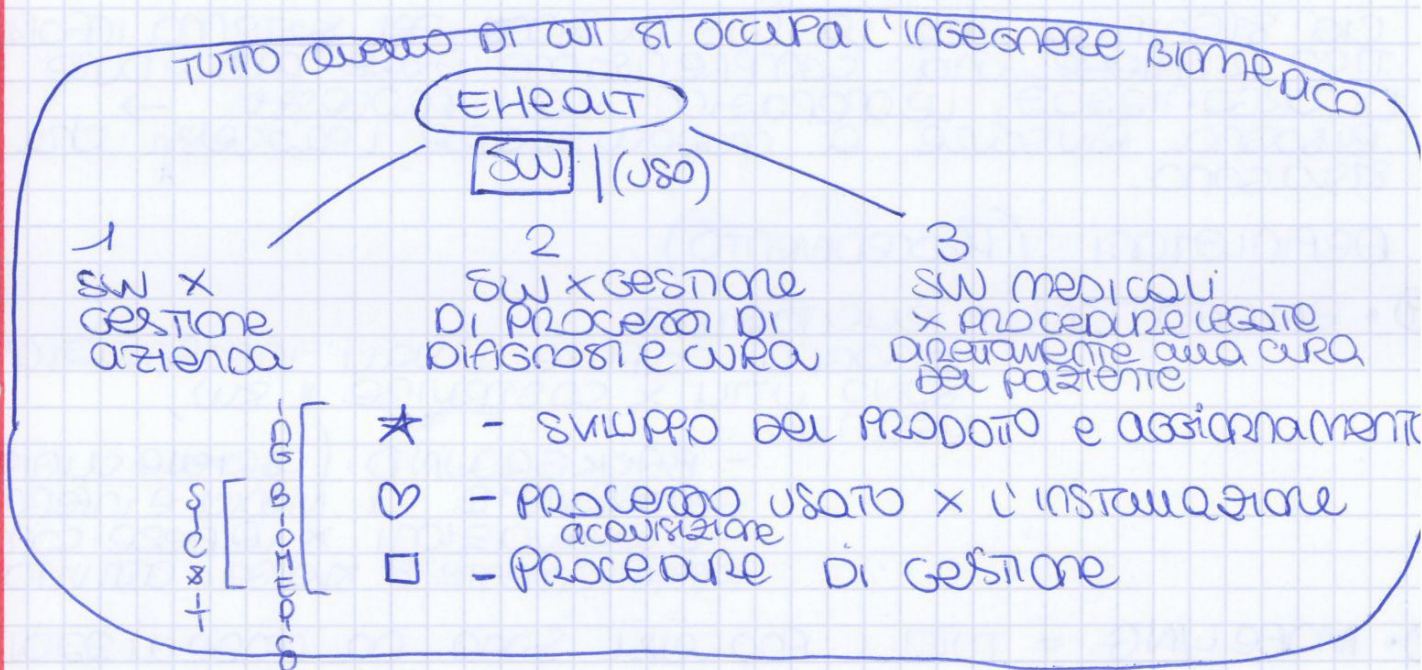 TUTTO QUELLO DI CUI SI OCCUPA L'INGEGNERE BIOMEDICO
EHEALT
SW | (USO)
1
SW X
GESTIONE
AZIENDA
2
SW X GESTIONE
DI PROCESSI DI
DIAGNOSI E CURA
3
SW MEDICALI
X PROCEDURE LEGATE
DIRETTAMENTE ALLA CURA
DEL PAZIENTE
☆ - SVILUPPO DEL PRODOTTO E AGGIORNAMENTO
♡ - PROCESSO USATO X L'INSTALLAZIONE
ACQUISIZIONE
□ - PROCEDURE DI GESTIONE
BIOMEDICO